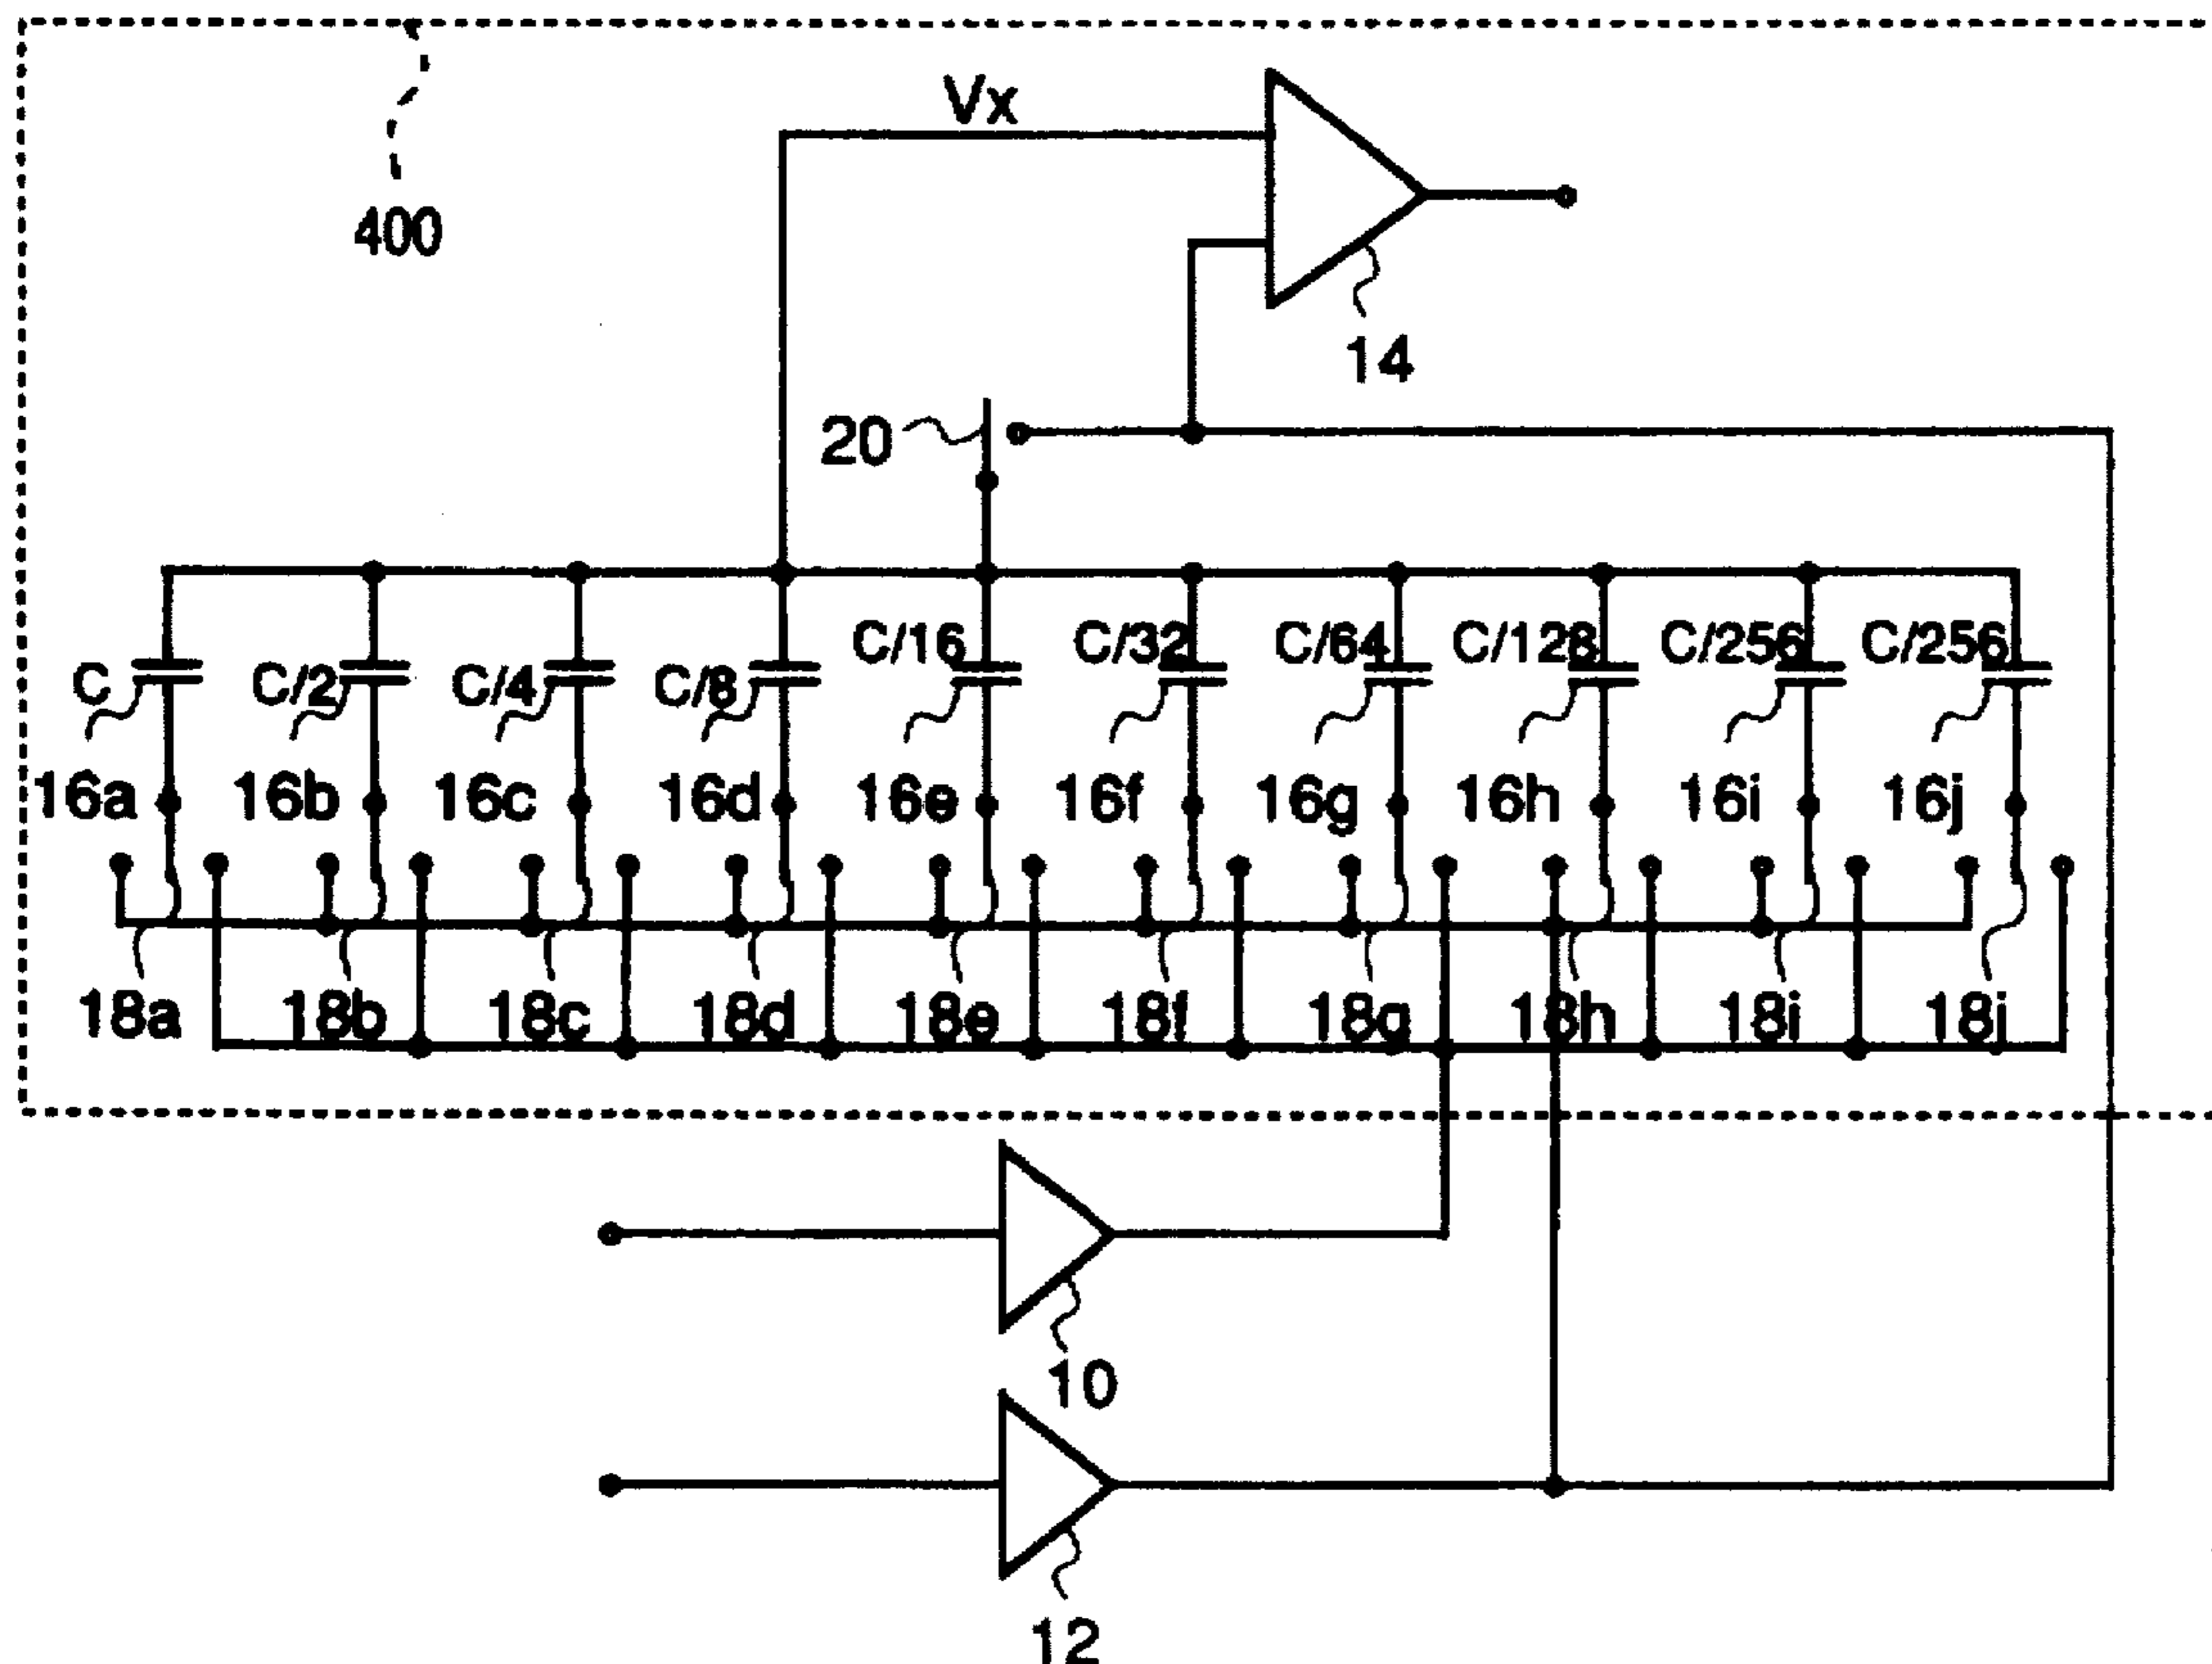 Vx
400
14
20
C/16 C/32 C/64 C/128 C/256 C/256
C C/2 C/4 C/8
16a 16b 16c 16d 16e 16f 16g 16h 16i 16j
18a 18b 18c 18d 18e 18f 18g 18h 18i 18j
10
12